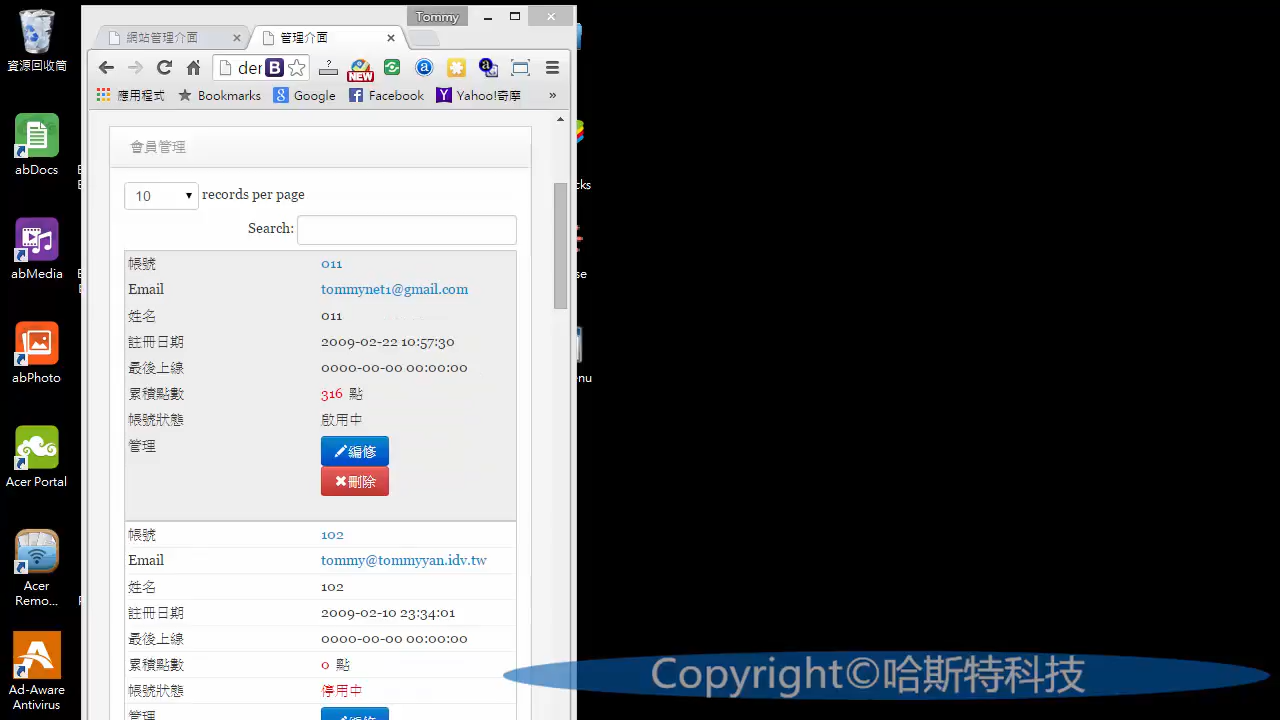 Tommy
網站管理介面
管理介面
der
B
NEW
應用程式
Bookmarks
Google
Facebook
Yahoo!奇摩
»
會員管理
10 records per page
Search:
帳號 011
Email tommynet1@gmail.com
姓名 011
註冊日期 2009-02-22 10:57:30
最後上線 0000-00-00 00:00:00
累積點數 316 點
帳號狀態 啟用中
管理 編修
刪除
帳號 102
Email tommy@tommyyan.idv.tw
姓名 102
註冊日期 2009-02-10 23:34:01
最後上線 0000-00-00 00:00:00
累積點數 0 點
帳號狀態 停用中
管理 編修
資源回收筒
abDocs
abMedia
abPhoto
Acer Portal
Acer
Remo...
Ad-Aware
Antivirus
cks
se
enu
Copyright©哈斯特科技